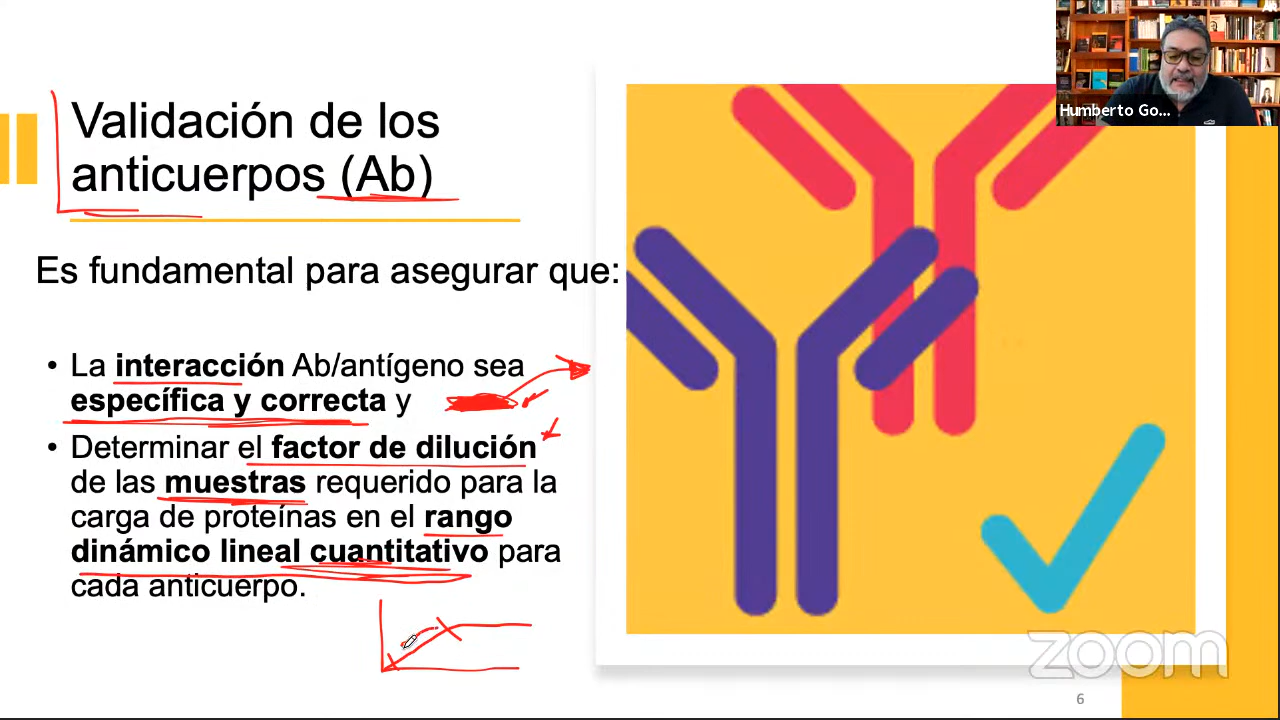 Humberto Go...
Validación de los
anticuerpos (Ab)
Es fundamental para asegurar que:
• La interacción Ab/antígeno sea
específica y correcta y
• Determinar el factor de dilución
de las muestras requerido para la
carga de proteínas en el rango
dinámico lineal cuantitativo para
cada anticuerpo.
zoom
6